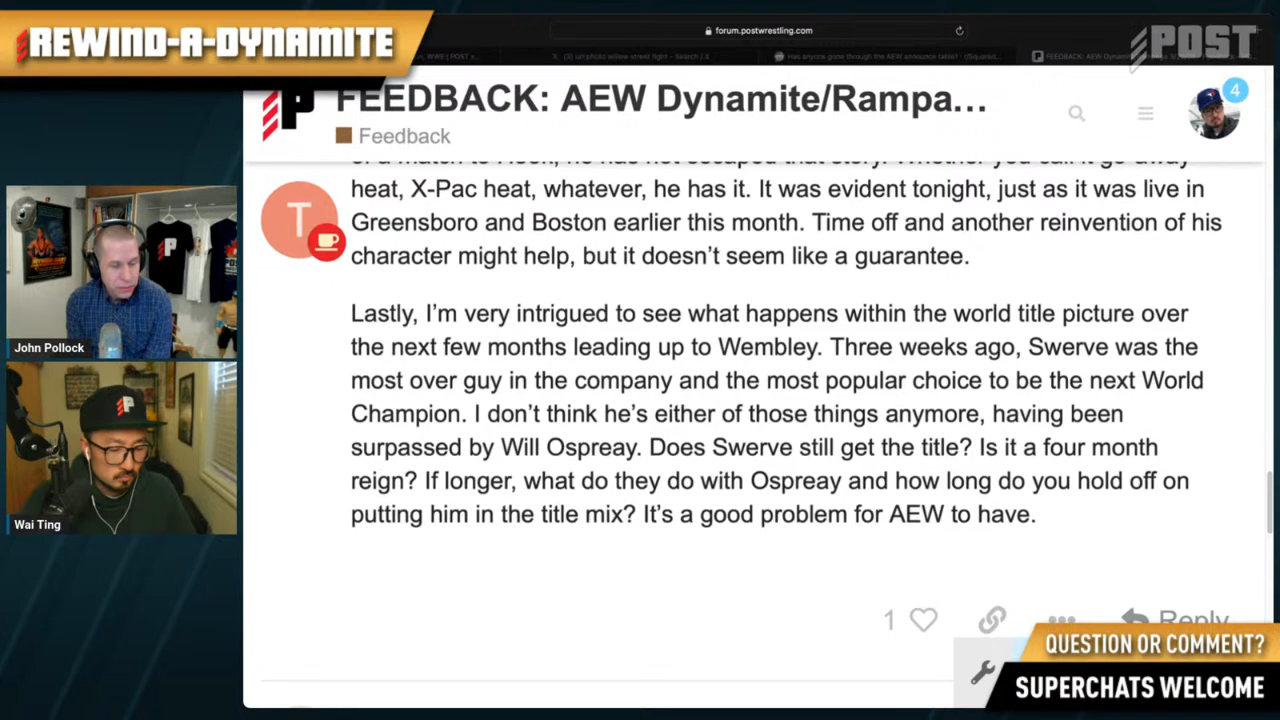 REWIND-A-DYNAMITE
forum.postwrestling.com
POST
FEEDBACK: AEW Dynamite/Rampa…
Feedback
4
heat, X-Pac heat, whatever, he has it. It was evident tonight, just as it was live in
Greensboro and Boston earlier this month. Time off and another reinvention of his
character might help, but it doesn’t seem like a guarantee.
T
Lastly, I’m very intrigued to see what happens within the world title picture over
the next few months leading up to Wembley. Three weeks ago, Swerve was the
most over guy in the company and the most popular choice to be the next World
Champion. I don’t think he’s either of those things anymore, having been
surpassed by Will Ospreay. Does Swerve still get the title? Is it a four month
reign? If longer, what do they do with Ospreay and how long do you hold off on
putting him in the title mix? It’s a good problem for AEW to have.
1
Reply
John Pollock
Wai Ting
QUESTION OR COMMENT?
SUPERCHATS WELCOME